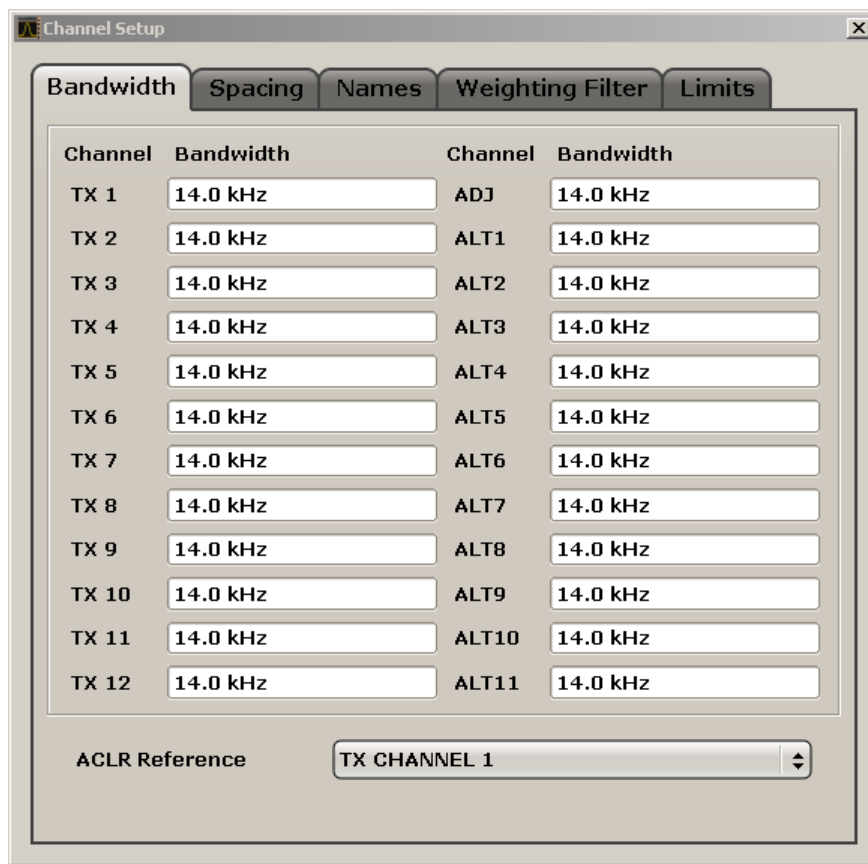 Channel Setup
Bandwidth Spacing Names Weighting Filter Limits
Channel Bandwidth Channel Bandwidth
TX 1 14.0 kHz ADJ 14.0 kHz
TX 2 14.0 kHz ALT1 14.0 kHz
TX 3 14.0 kHz ALT2 14.0 kHz
TX 4 14.0 kHz ALT3 14.0 kHz
TX 5 14.0 kHz ALT4 14.0 kHz
TX 6 14.0 kHz ALT5 14.0 kHz
TX 7 14.0 kHz ALT6 14.0 kHz
TX 8 14.0 kHz ALT7 14.0 kHz
TX 9 14.0 kHz ALT8 14.0 kHz
TX 10 14.0 kHz ALT9 14.0 kHz
TX 11 14.0 kHz ALT10 14.0 kHz
TX 12 14.0 kHz ALT11 14.0 kHz
ACLR Reference TX CHANNEL 1